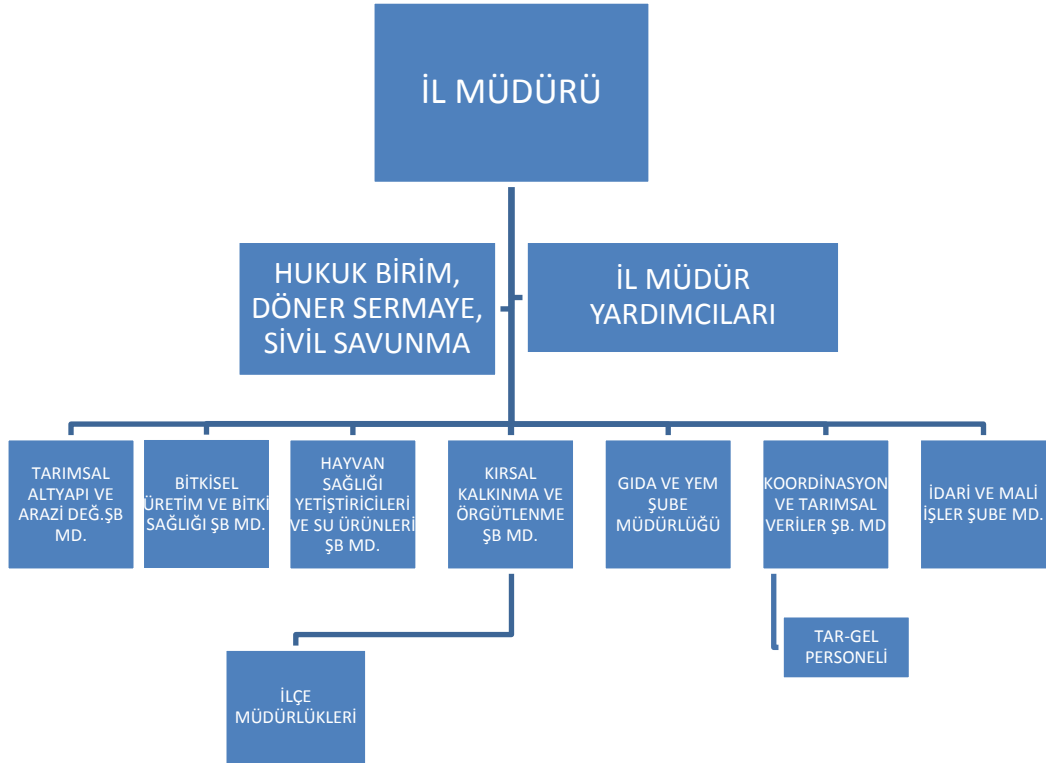 İL MÜDÜRÜ
HUKUK BİRİM,
DÖNER SERMAYE,
SİVİL SAVUNMA
İL MÜDÜR
YARDIMCILARI
TARIMSAL
ALTYAPI VE
ARAZİ DEĞ.ŞB
MD.
BİTKİSEL
ÜRETİM VE BİTKİ
SAĞLIĞI ŞB MD.
HAYVAN
SAĞLIĞI
YETİŞTİRİCİLERİ
VE SU ÜRÜNLERİ
ŞB MD.
KIRSAL
KALKINMA VE
ÖRGÜTLENME
ŞB MD.
GIDA VE YEM
ŞUBE
MÜDÜRLÜĞÜ
KOORDİNASYON
VE TARIMSAL
VERİLER ŞB. MD
İDARİ VE MALİ
İŞLER ŞUBE MD.
TAR-GEL
PERSONELİ
İLÇE
MÜDÜRLÜKLERİ